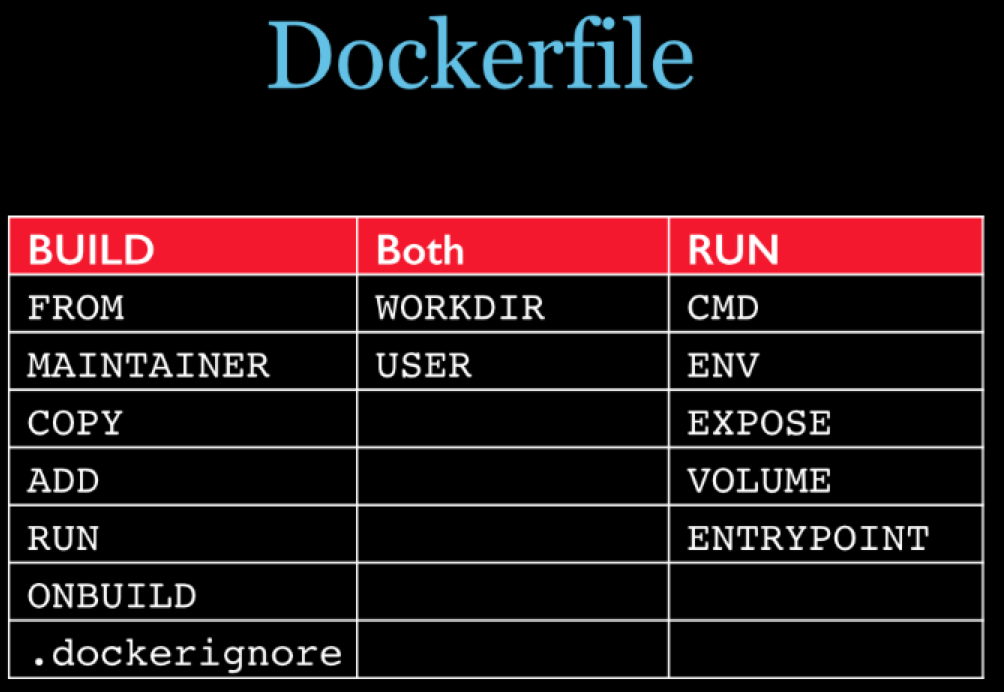 Dockerfile
BUILD Both RUN
FROM WORKDIR CMD
MAINTAINER USER ENV
COPY EXPOSE
ADD VOLUME
RUN ENTRYPOINT
ONBUILD
.dockerignore